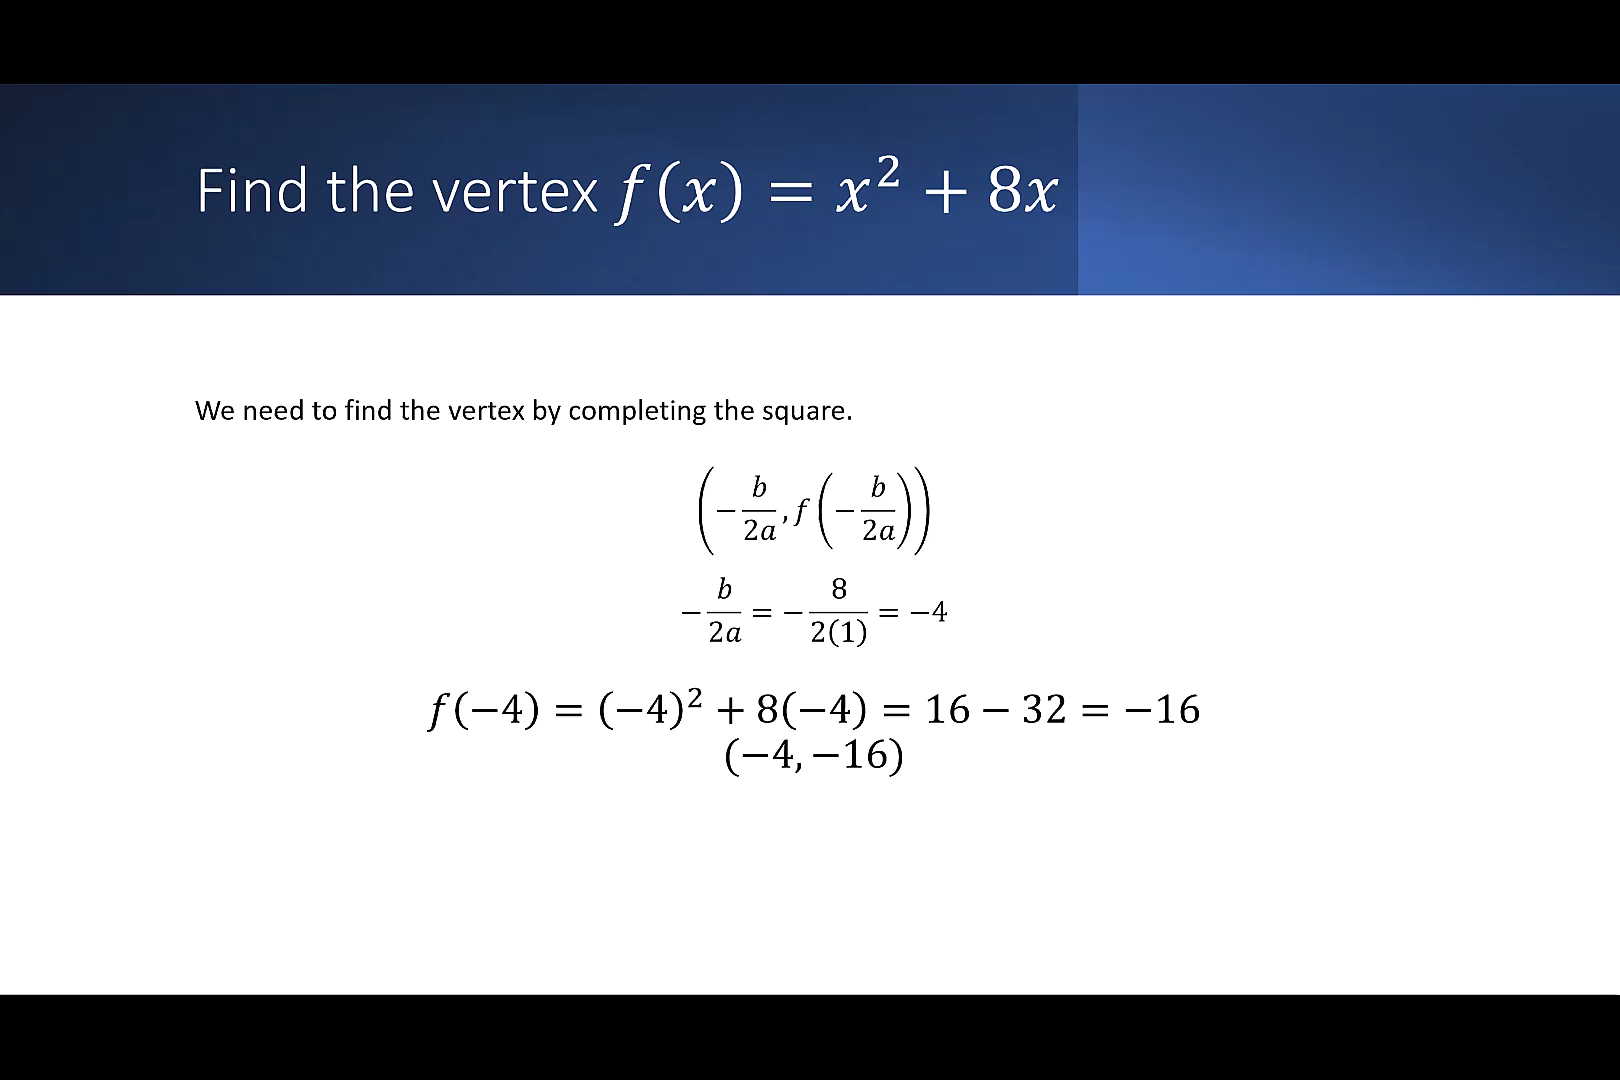 Find the vertex f(x) = x² + 8x
We need to find the vertex by completing the square.
(−b/2a, f(−b/2a))
−b/2a = −8/2(1) = −4
f(−4) = (−4)² + 8(−4) = 16 − 32 = −16
(−4, −16)